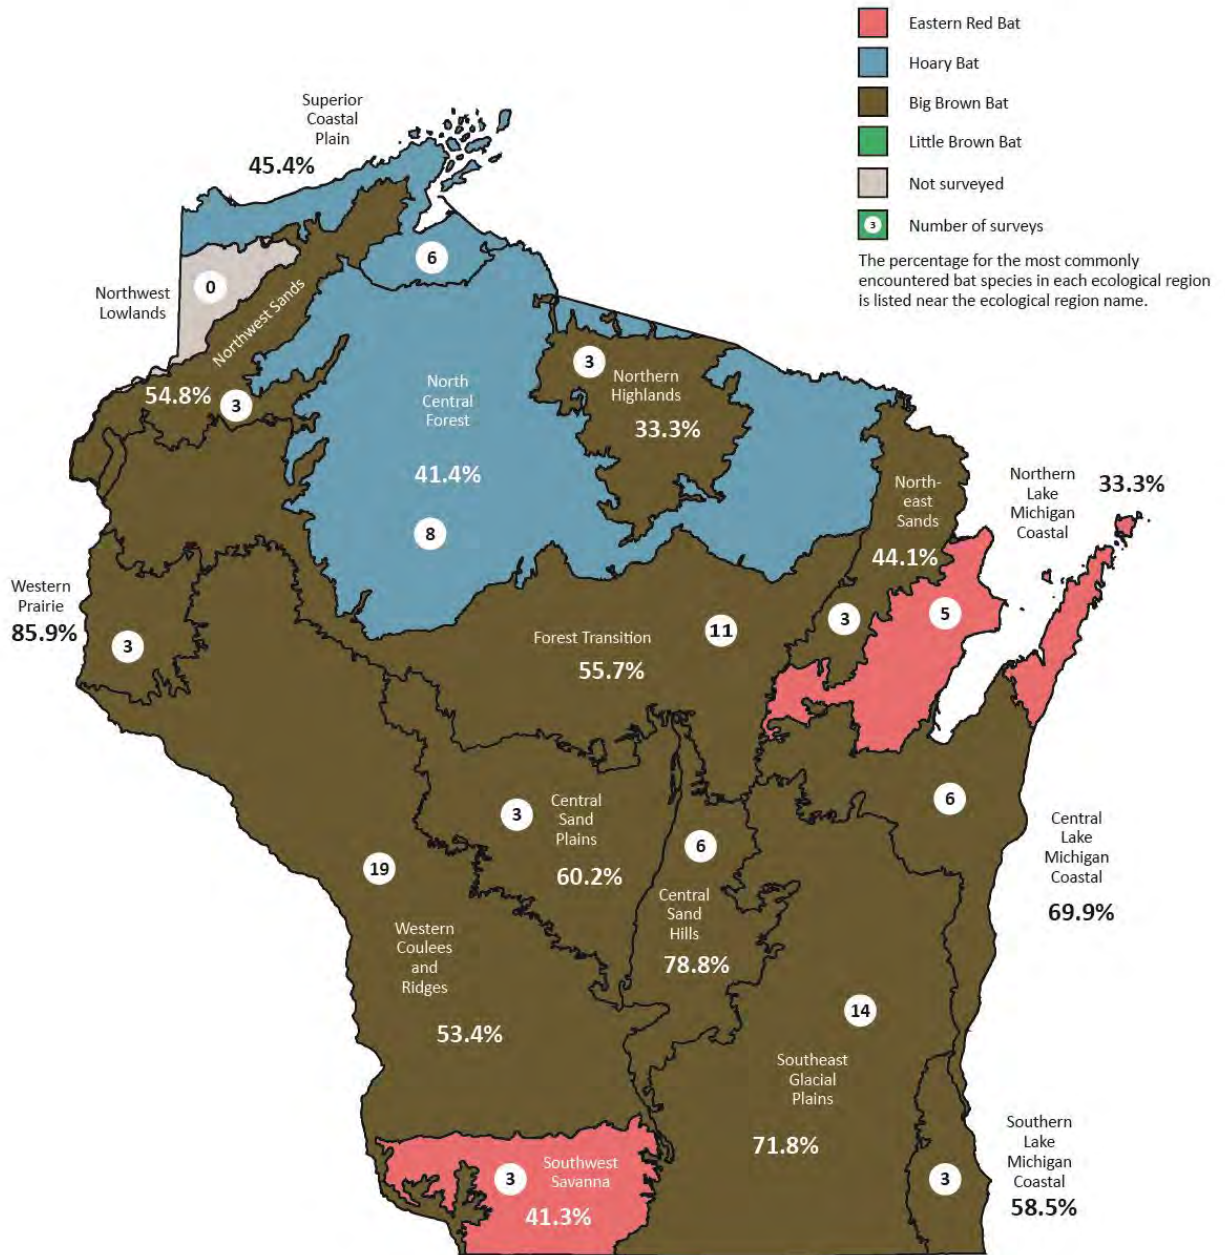 Eastern Red Bat
Hoary Bat
Big Brown Bat
Little Brown Bat
Not surveyed
3 Number of surveys
The percentage for the most commonly
encountered bat species in each ecological region
is listed near the ecological region name.
Superior
Coastal
Plain
45.4%
6
Northwest
Lowlands
0
Northwest Sands
54.8%
3
North
Central
Forest
41.4%
8
3
Northern
Highlands
33.3%
North-
east
Sands
44.1%
3
Northern
Lake
Michigan
Coastal
33.3%
5
Western
Prairie
85.9%
3
Forest Transition
55.7%
11
Central
Sand
Plains
60.2%
3
6
Central
Sand
Hills
78.8%
6
Central
Lake
Michigan
Coastal
69.9%
19
Western
Coulees
and
Ridges
53.4%
14
Southeast
Glacial
Plains
71.8%
Southern
Lake
Michigan
Coastal
58.5%
3
3
Southwest
Savanna
41.3%